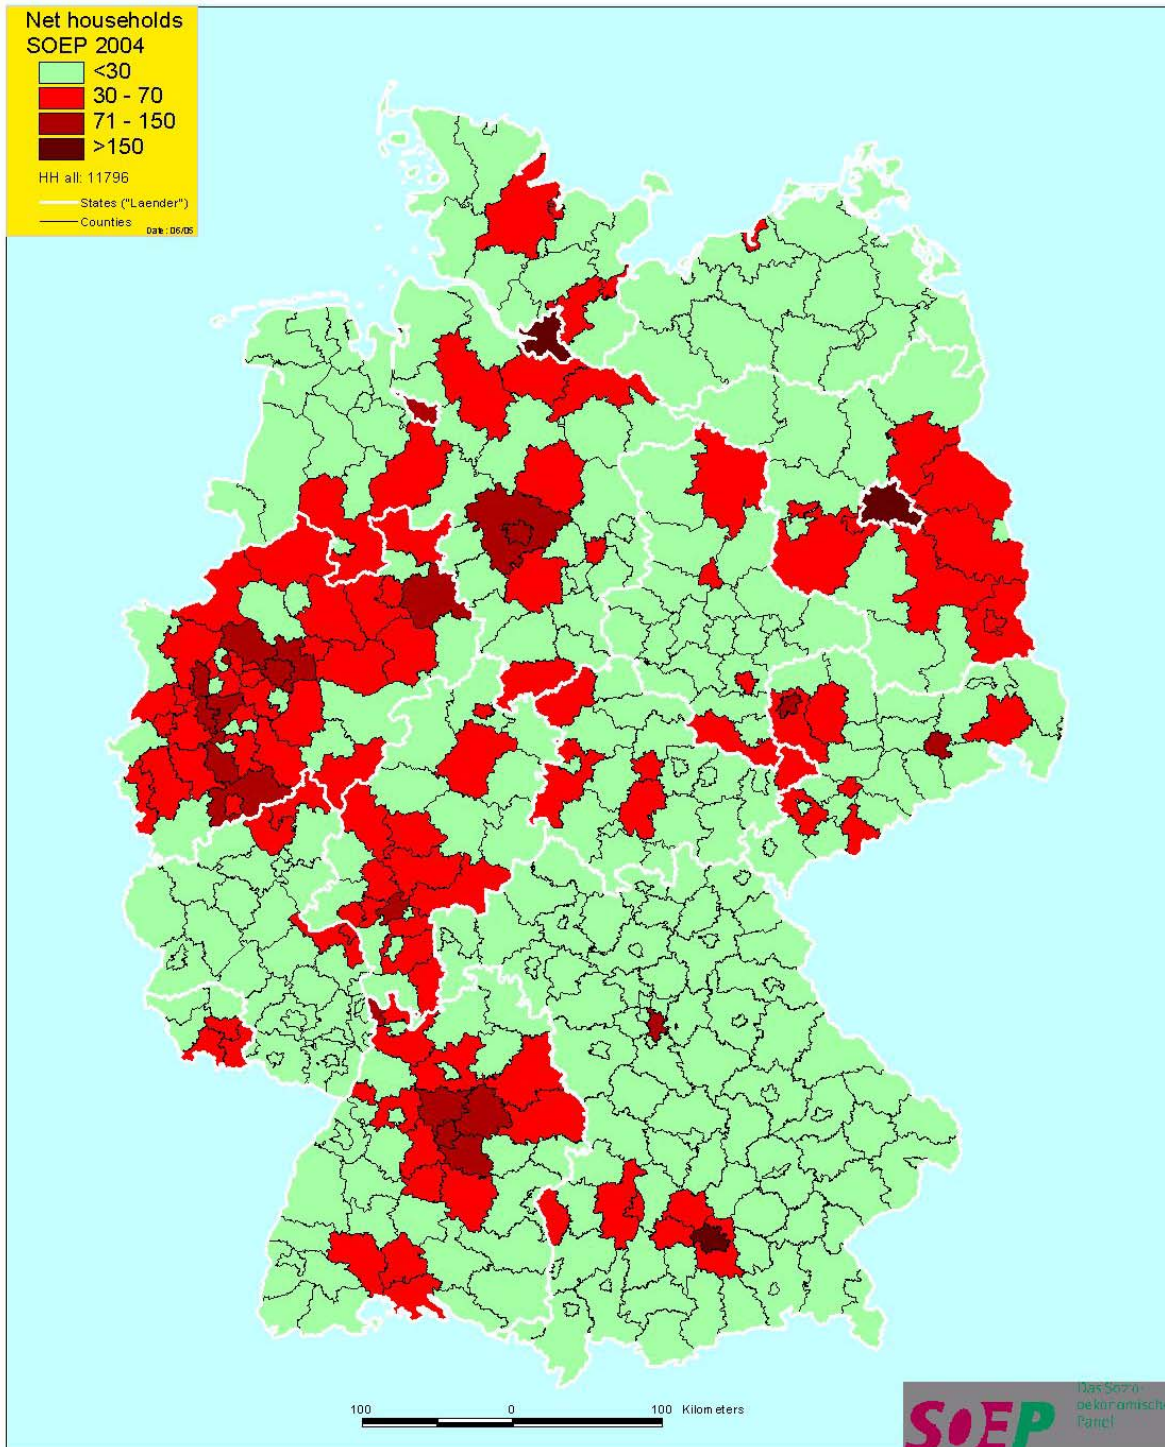 Net households
SOEP 2004
<30
30 - 70
71 - 150
>150
HH all: 11796
States ("Laender")
Counties
Date: 06/05
100 0 100 Kilometers
SOEP
Das Sozio-
oekonomische
Panel